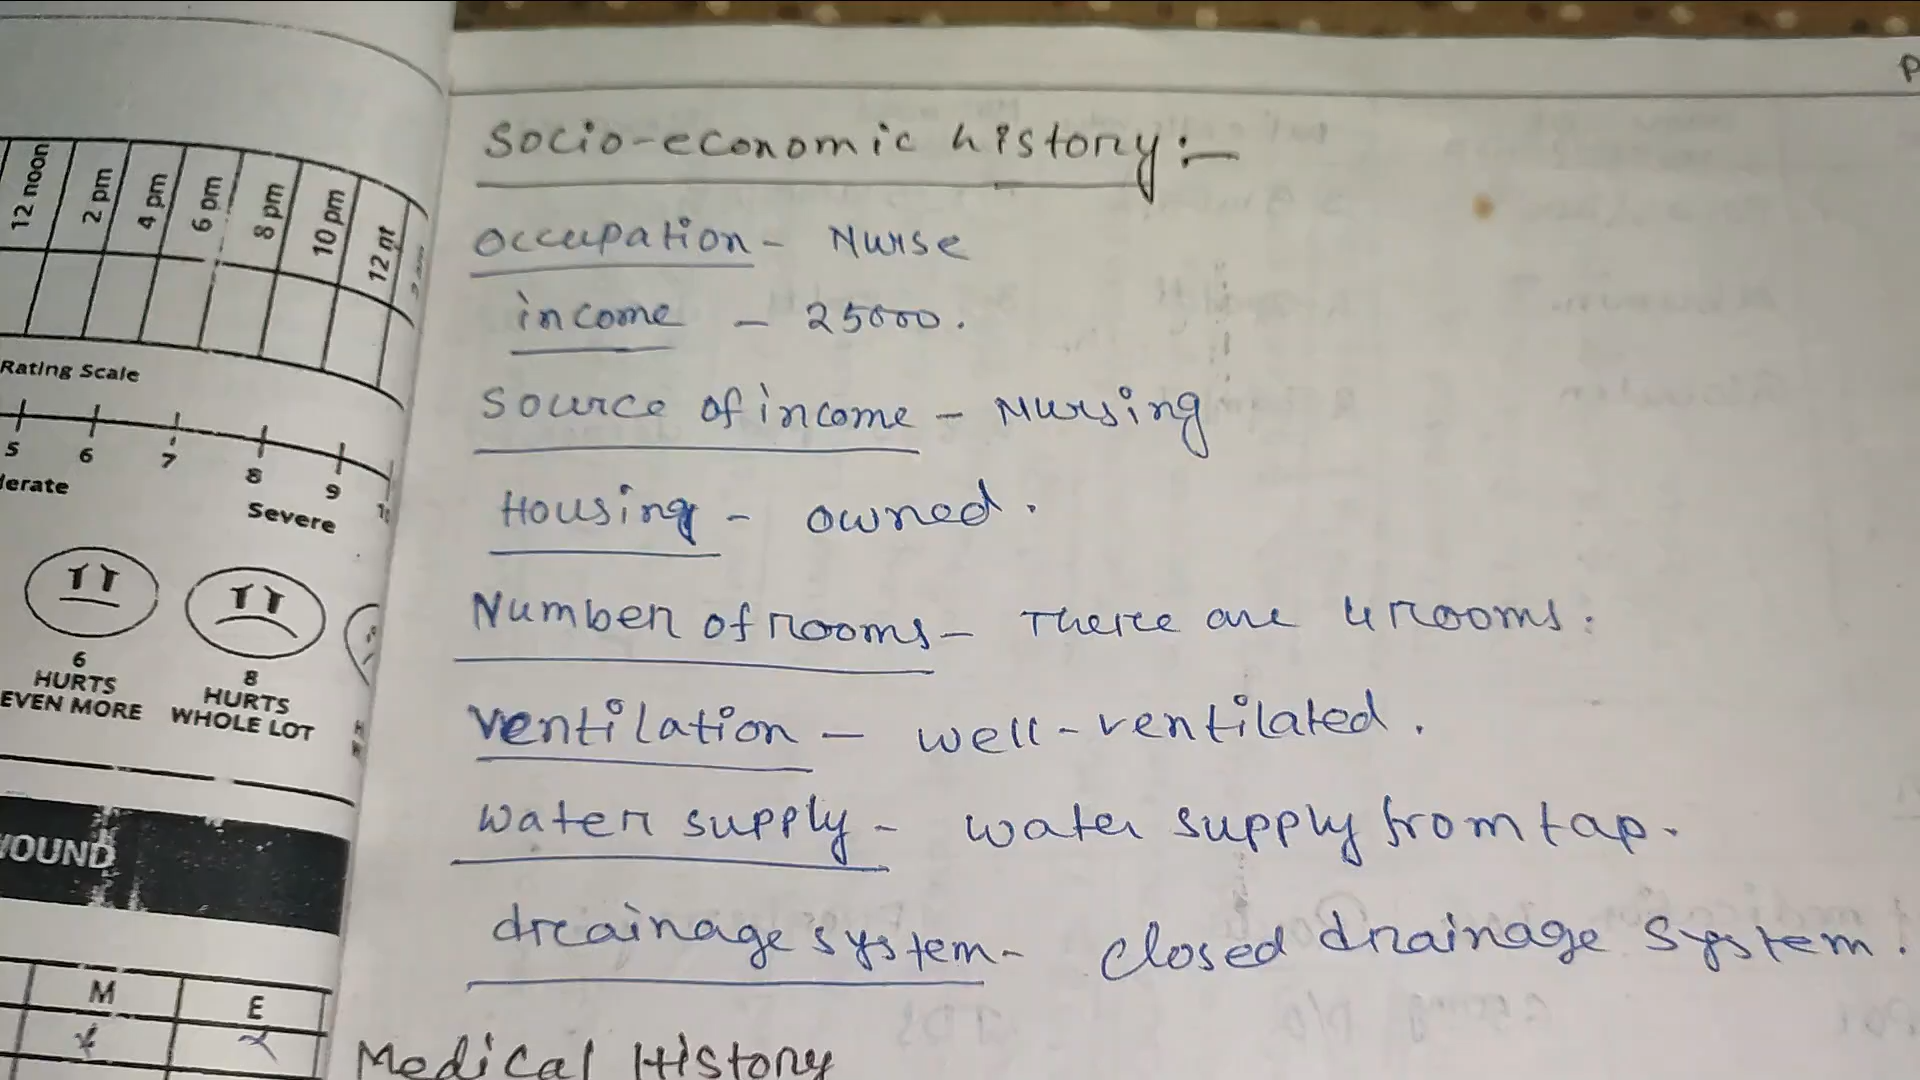 12 noon
2 pm
4 pm
6 pm
8 pm
10 pm
12 nt
Rating Scale
5 6 7 8 9
Severe
6
HURTS
EVEN MORE
8
HURTS
WHOLE LOT
M E
P
Socio-economic history:-
Occupation - Nurse
income - 25000.
Source of income - Nursing
Housing - owned.
Number of rooms - There are 4 rooms.
Ventilation - well-ventilated.
water supply - water supply from tap.
drainage system - Closed drainage system.
Medical History